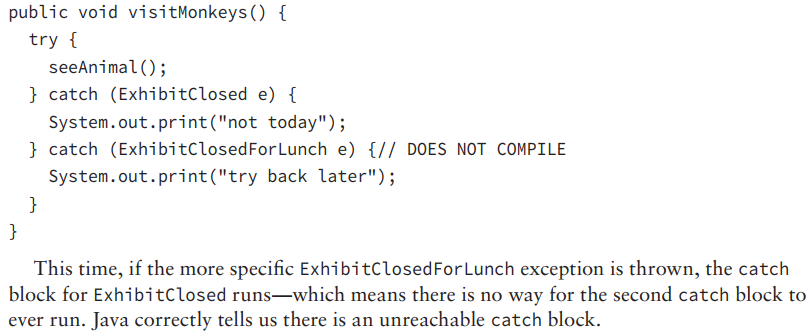 public void visitMonkeys() {
  try {
    seeAnimal();
  } catch (ExhibitClosed e) {
    System.out.print("not today");
  } catch (ExhibitClosedForLunch e) {// DOES NOT COMPILE
    System.out.print("try back later");
  }
}
This time, if the more specific ExhibitClosedForLunch exception is thrown, the catch
block for ExhibitClosed runs—which means there is no way for the second catch block to
ever run. Java correctly tells us there is an unreachable catch block.